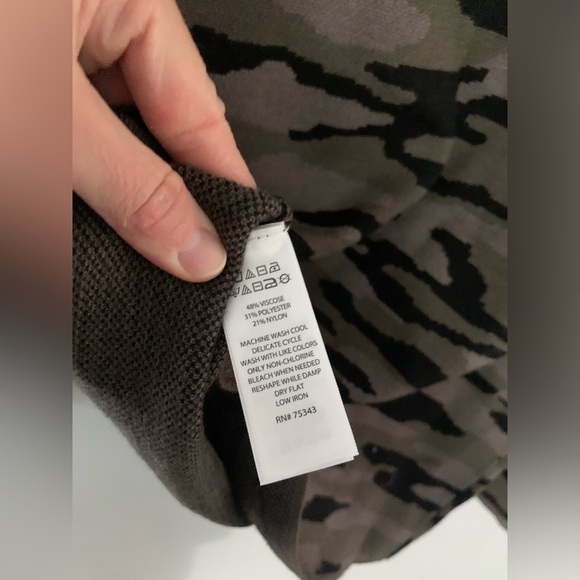 48% VISCOSE
31% POLYESTER
21% NYLON
MACHINE WASH COOL
DELICATE CYCLE
WASH WITH LIKE COLORS
ONLY NON-CHLORINE
BLEACH WHEN NEEDED
RESHAPE WHILE DAMP
DRY FLAT
LOW IRON
RN# 75343